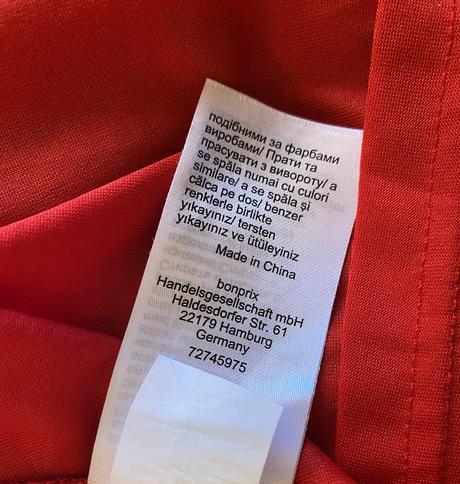 подібними за фарбами
виробами/ Прати та
прасувати з вивороту/ a
se spăla numai cu culori
similare/ a se spăla și
călca pe dos/ benzer
renklerle birlikte
yıkayınız/ tersten
yıkayınız ve ütüleyiniz
Made in China
bonprix
Handelsgesellschaft mbH
Haldesdorfer Str. 61
22179 Hamburg
Germany
72745975